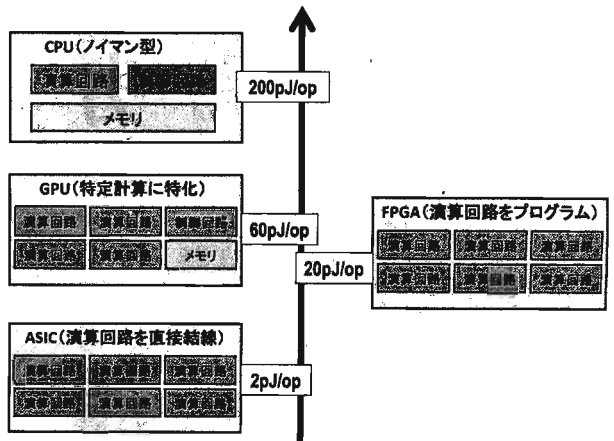 CPU(ノイマン型)
演算回路
メモリ
200pJ/op
GPU(特定計算に特化)
演算回路 演算回路 制御回路
演算回路 演算回路 メモリ
60pJ/op
FPGA(演算回路をプログラム)
演算回路 演算回路 演算回路
演算回路 演算回路 演算回路
20pJ/op
ASIC(演算回路を直接結線)
演算回路 演算回路 演算回路
演算回路 演算回路 演算回路
2pJ/op